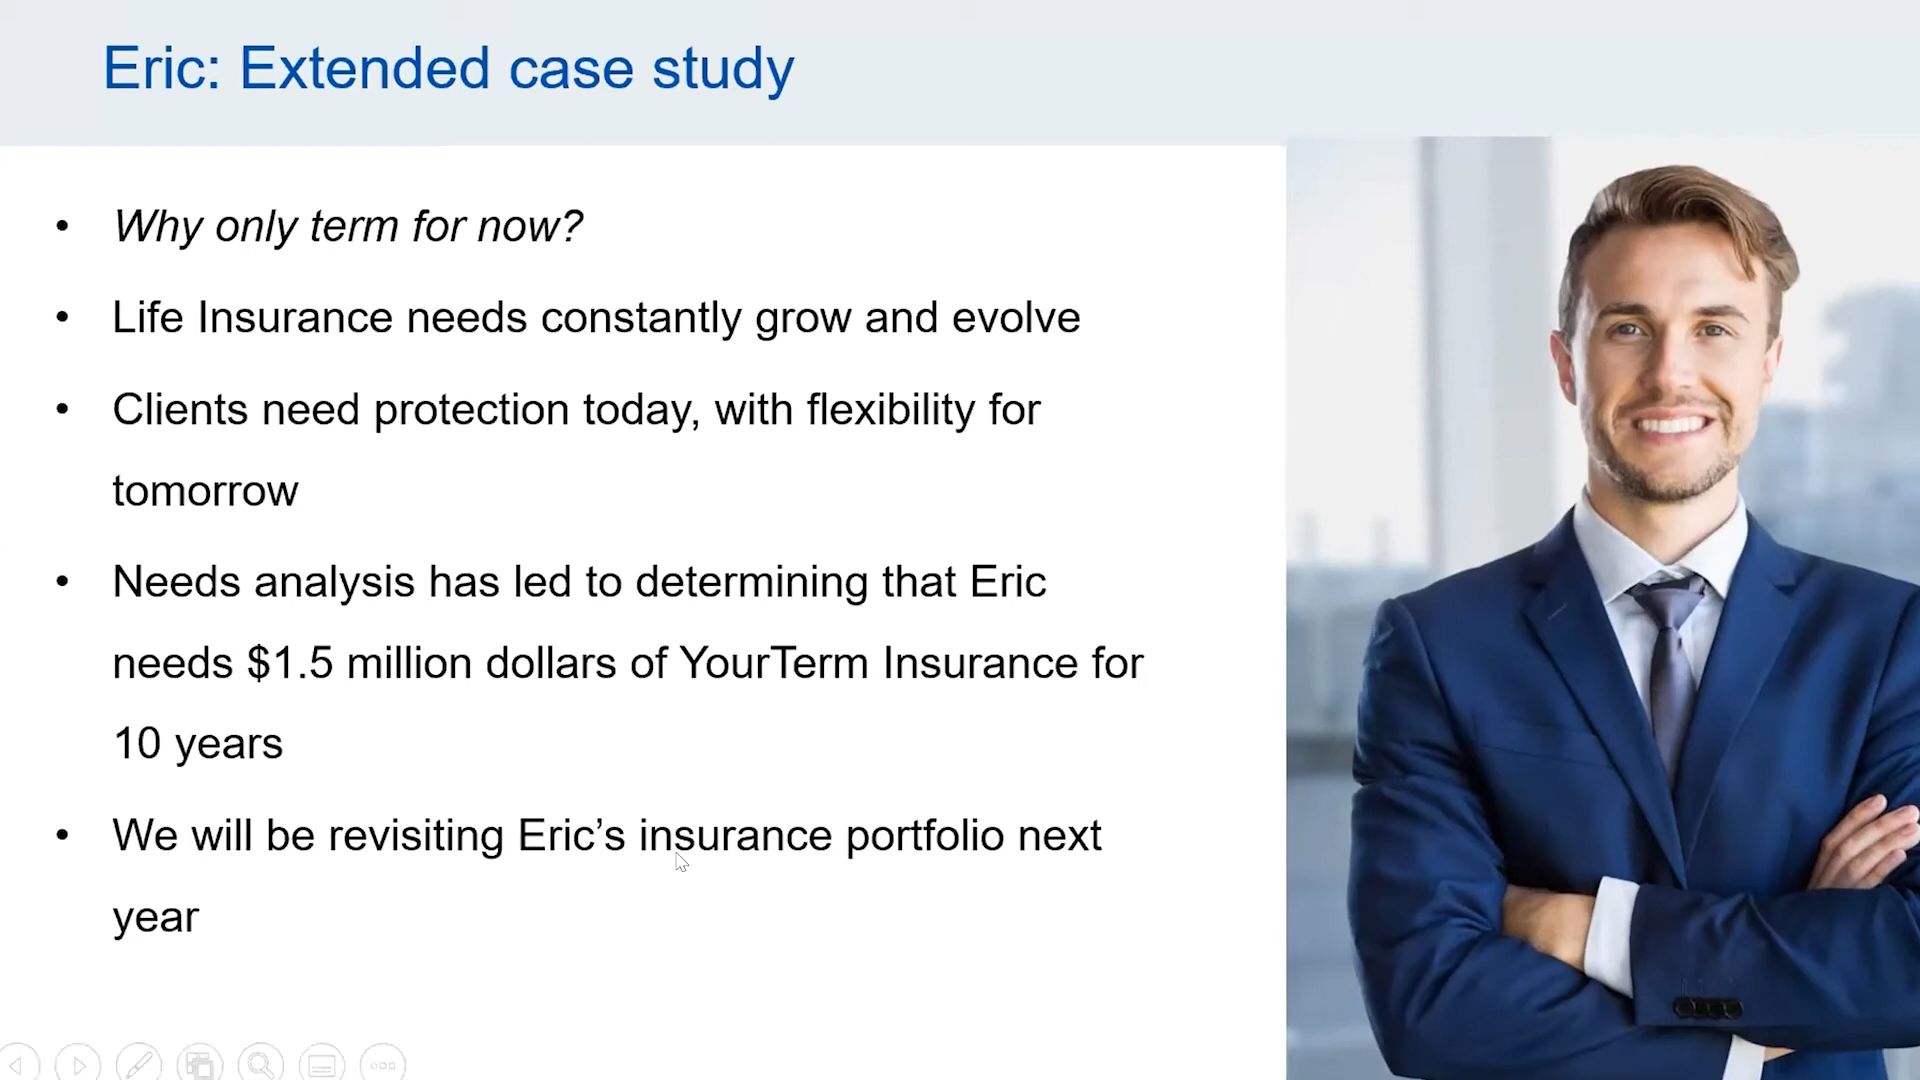 Eric: Extended case study
• Why only term for now?
• Life Insurance needs constantly grow and evolve
• Clients need protection today, with flexibility for
tomorrow
• Needs analysis has led to determining that Eric
needs $1.5 million dollars of YourTerm Insurance for
10 years
• We will be revisiting Eric’s insurance portfolio next
year